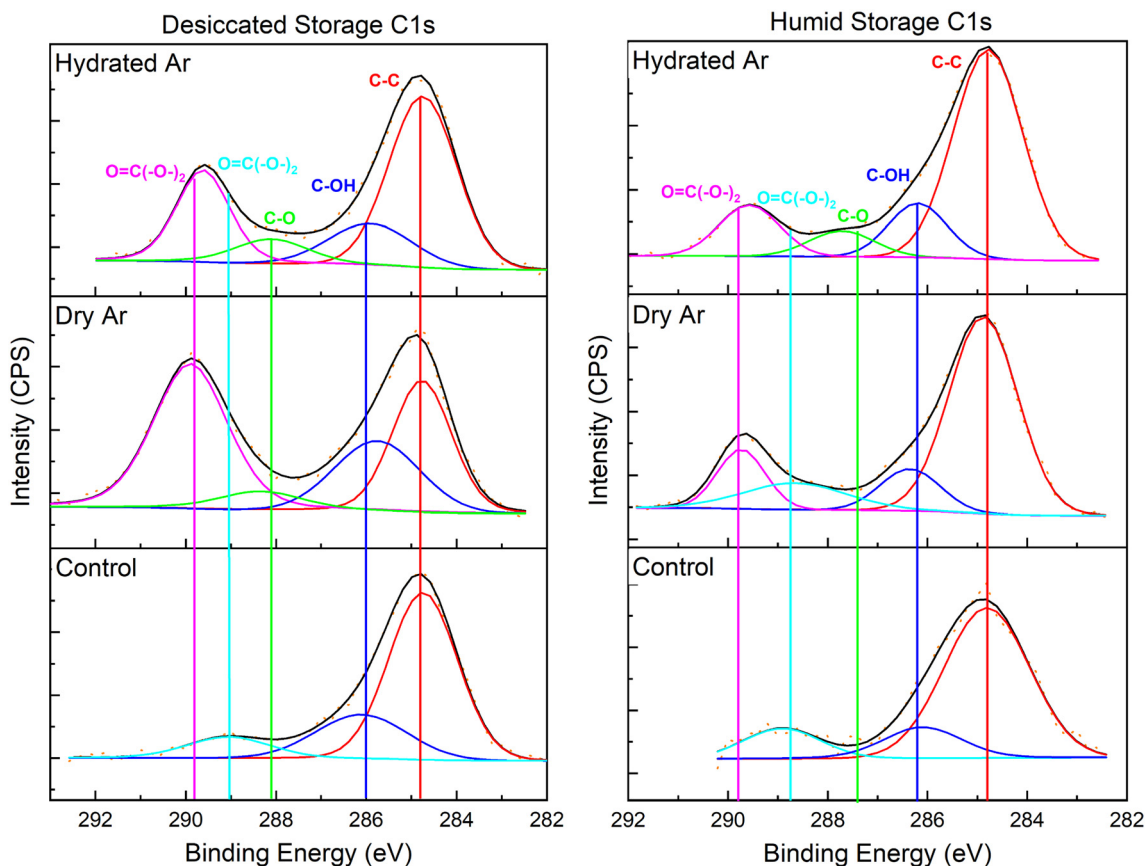 Desiccated Storage C1s
Hydrated Ar
C-C
O=C(-O-)₂
O=C(-O-)₂
C-OH
C-O
Dry Ar
Control
Intensity (CPS)
292 290 288 286 284 282
Binding Energy (eV)
Humid Storage C1s
Hydrated Ar
C-C
C-OH
O=C(-O-)₂
O=C(-O-)₂
C-O
Dry Ar
Control
Intensity (CPS)
292 290 288 286 284 282
Binding Energy (eV)